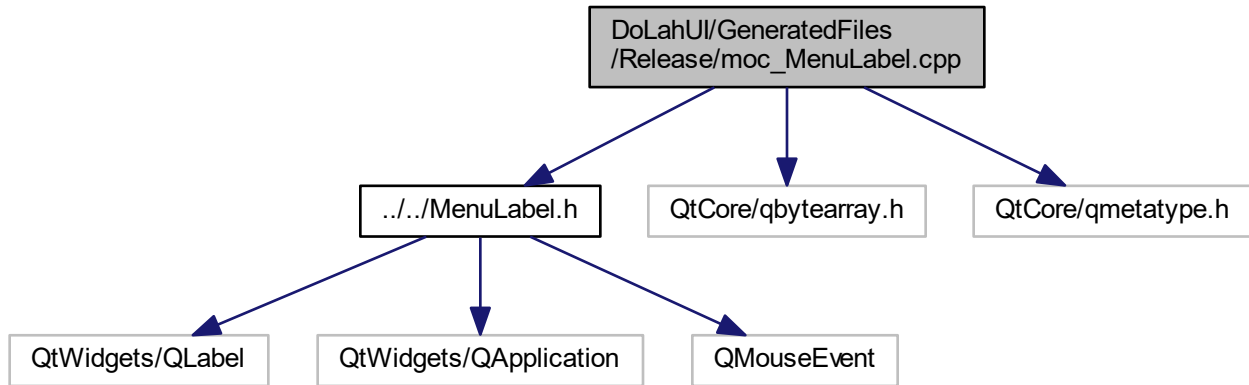 DoLahUI/GeneratedFiles
/Release/moc_MenuLabel.cpp
../../MenuLabel.h
QtCore/qbytearray.h
QtCore/qmetatype.h
QtWidgets/QLabel
QtWidgets/QApplication
QMouseEvent